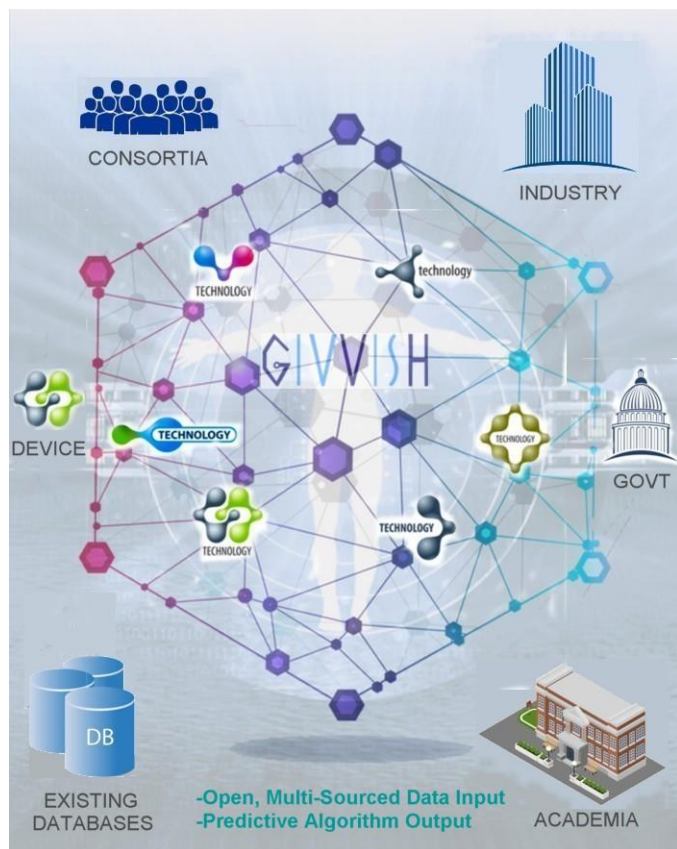 CONSORTIA
INDUSTRY
TECHNOLOGY
technology
GIVVISH
DEVICE
TECHNOLOGY
TECHNOLOGY
GOVT
TECHNOLOGY
TECHNOLOGY
DB
EXISTING
DATABASES
-Open, Multi-Sourced Data Input
-Predictive Algorithm Output
ACADEMIA